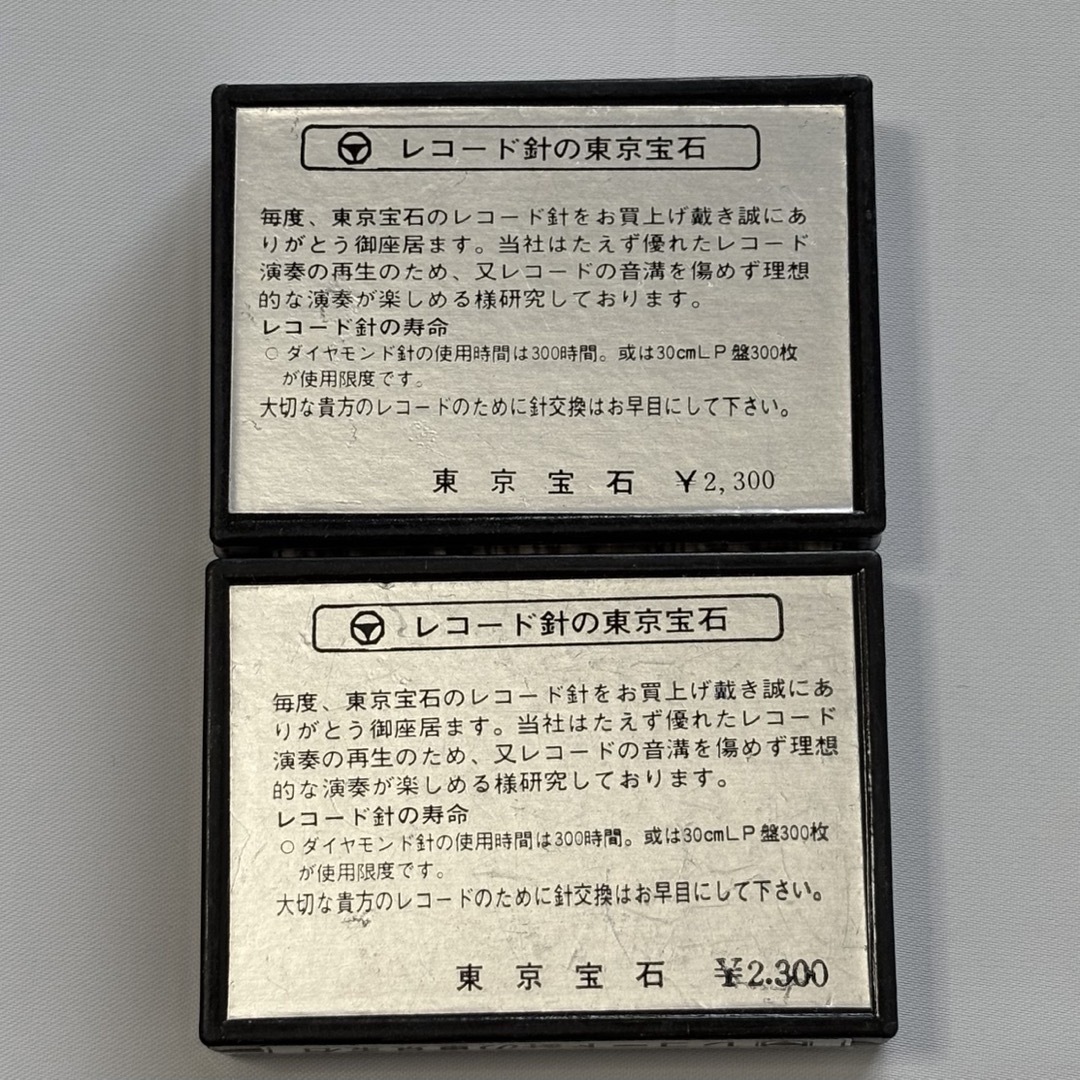 レコード針の東京宝石
毎度、東京宝石のレコード針をお買上げ戴き誠にあ
りがとう御座居ます。当社はたえず優れたレコード
演奏の再生のため、又レコードの音溝を傷めず理想
的な演奏が楽しめる様研究しております。
レコード針の寿命
○ ダイヤモンド針の使用時間は300時間。或は30cmLP盤300枚
が使用限度です。
大切な貴方のレコードのために針交換はお早目にして下さい。
東京宝石 ¥2,300
レコード針の東京宝石
毎度、東京宝石のレコード針をお買上げ戴き誠にあ
りがとう御座居ます。当社はたえず優れたレコード
演奏の再生のため、又レコードの音溝を傷めず理想
的な演奏が楽しめる様研究しております。
レコード針の寿命
○ ダイヤモンド針の使用時間は300時間。或は30cmLP盤300枚
が使用限度です。
大切な貴方のレコードのために針交換はお早目にして下さい。
東京宝石 ¥2.300